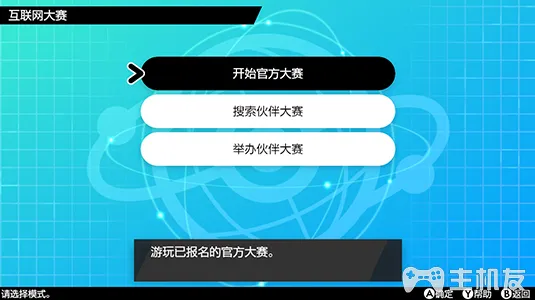 互联网大赛
开始官方大赛
搜索伙伴大赛
举办伙伴大赛
游玩已报名的官方大赛。
请选择模式。
Ⓐ确定 Ⓨ帮助 Ⓑ返回
主机友